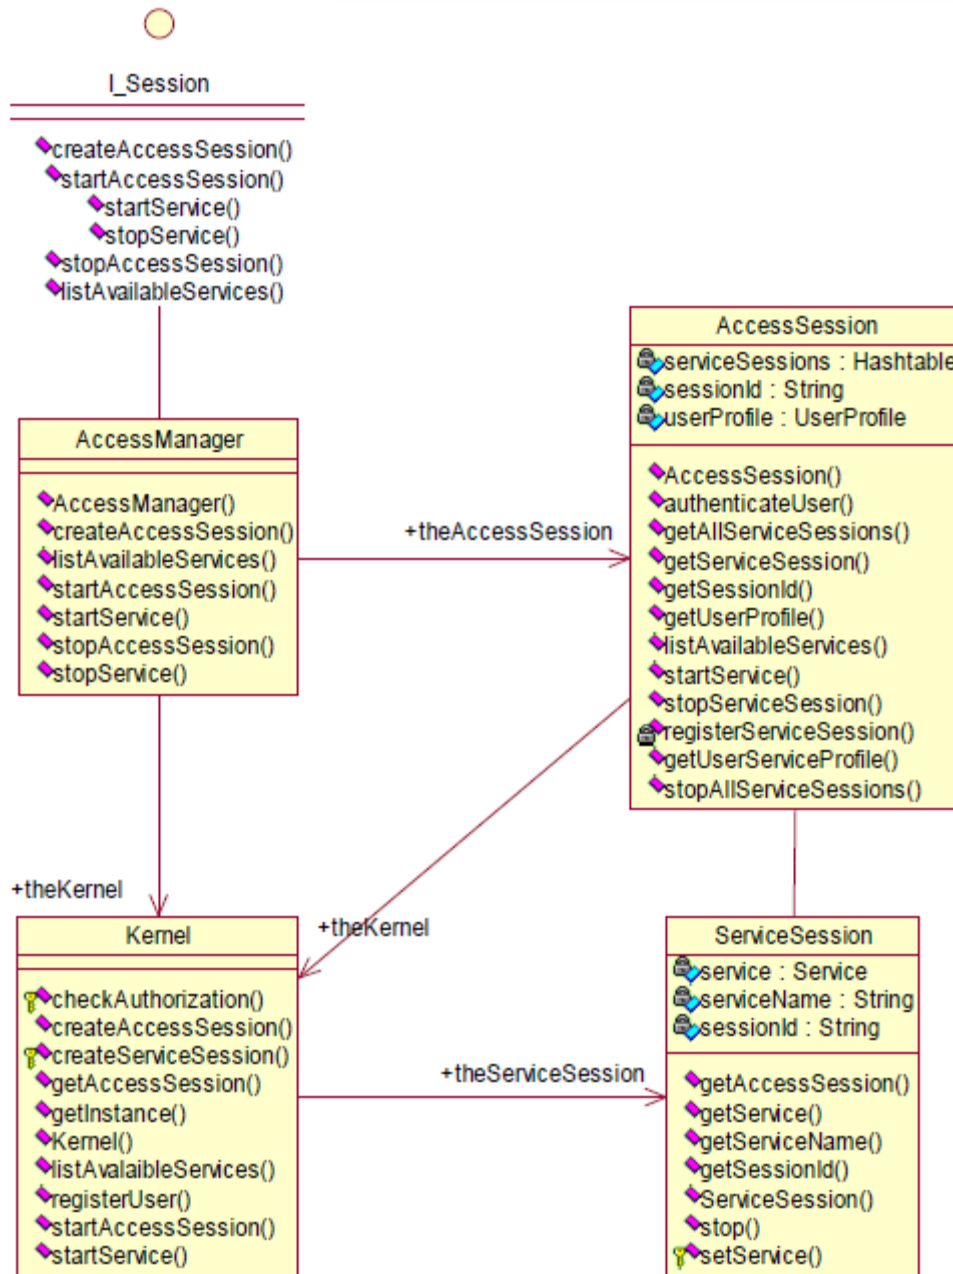 I_Session
createAccessSession()
startAccessSession()
startService()
stopService()
stopAccessSession()
listAvailableServices()
AccessManager
AccessManager()
createAccessSession()
listAvailableServices()
startAccessSession()
startService()
stopAccessSession()
stopService()
+theAccessSession
AccessSession
serviceSessions : Hashtable
sessionId : String
userProfile : UserProfile
AccessSession()
authenticateUser()
getAllServiceSessions()
getServiceSession()
getSessionId()
getUserProfile()
listAvailableServices()
startService()
stopServiceSession()
registerServiceSession()
getUserServiceProfile()
stopAllServiceSessions()
+theKernel
+theKernel
Kernel
checkAuthorization()
createAccessSession()
createServiceSession()
getAccessSession()
getInstance()
Kernel()
listAvalaibleServices()
registerUser()
startAccessSession()
startService()
+theServiceSession
ServiceSession
service : Service
serviceName : String
sessionId : String
getAccessSession()
getService()
getServiceName()
getSessionId()
ServiceSession()
stop()
setService()